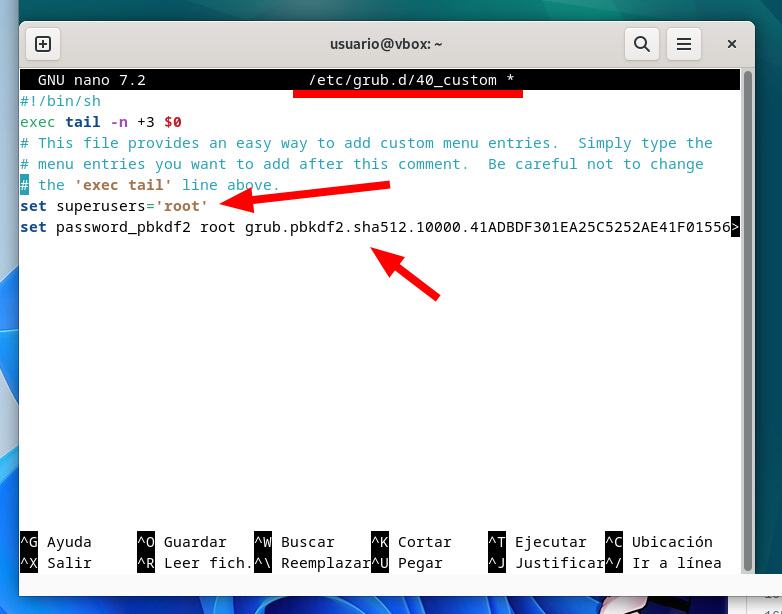 usuario@vbox: ~
GNU nano 7.2 /etc/grub.d/40_custom *
#!/bin/sh
exec tail -n +3 $0
# This file provides an easy way to add custom menu entries.  Simply type the
# menu entries you want to add after this comment.  Be careful not to change
# the 'exec tail' line above.
set superusers='root'
set password_pbkdf2 root grub.pbkdf2.sha512.10000.41ADBDF301EA25C5252AE41F01556>
^G Ayuda ^O Guardar ^W Buscar ^K Cortar ^T Ejecutar ^C Ubicación
^X Salir ^R Leer fich. ^\ Reemplazar ^U Pegar ^J Justificar ^/ Ir a línea